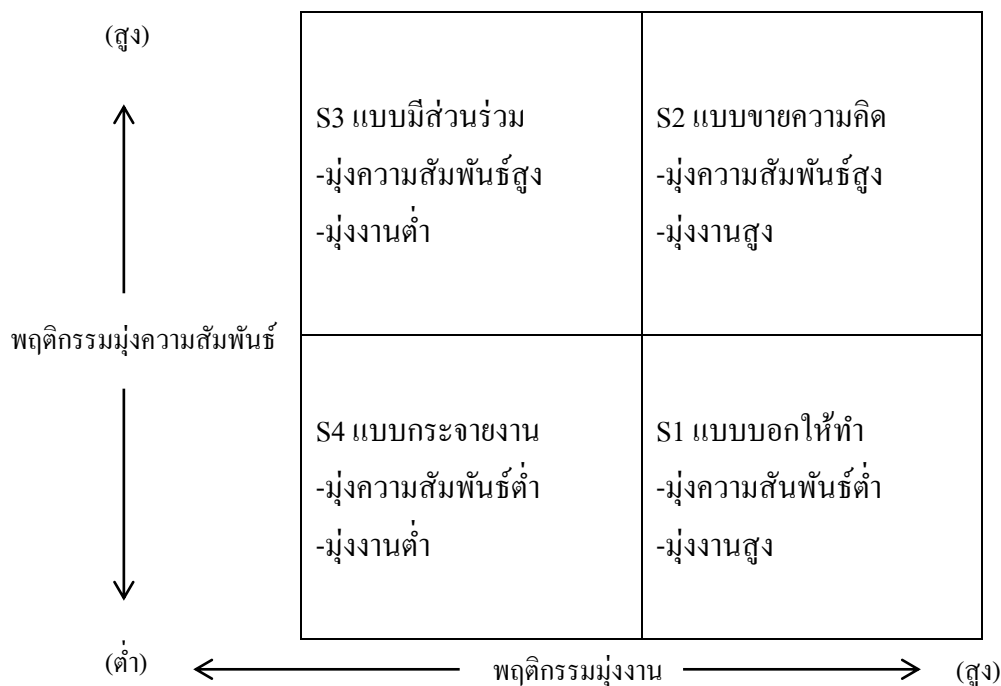 (สูง)
S3 แบบมีส่วนร่วม
-มุ่งความสัมพันธ์สูง
-มุ่งงานต่ำ
S2 แบบขายความคิด
-มุ่งความสัมพันธ์สูง
-มุ่งงานสูง
พฤติกรรมมุ่งความสัมพันธ์
S4 แบบกระจายงาน
-มุ่งความสัมพันธ์ต่ำ
-มุ่งงานต่ำ
S1 แบบบอกให้ทำ
-มุ่งความสันพันธ์ต่ำ
-มุ่งงานสูง
(ต่ำ)
พฤติกรรมมุ่งงาน
(สูง)